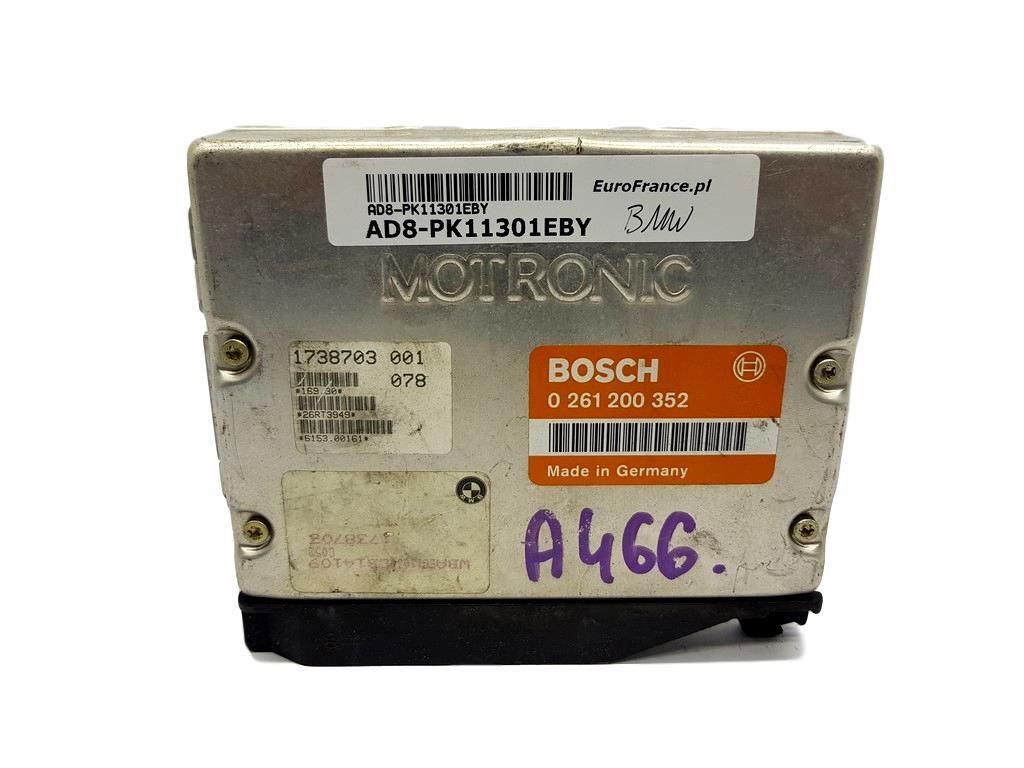 EuroFrance.pl
AD8-PK11301EBY
AD8-PK11301EBY
BMW
MOTRONIC
1738703 001
078
*169.30*
*26RT3949*
*6153.00161*
BOSCH
0 261 200 352
Made in Germany
1738703
A466.